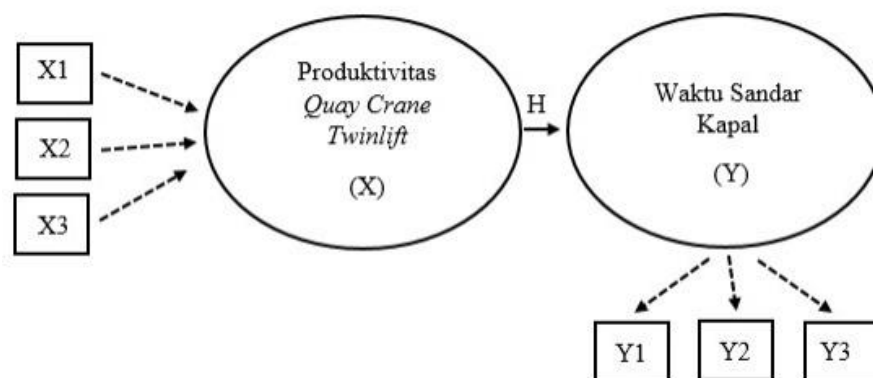 X1
X2
X3
Produktivitas
Quay Crane
Twinlift
(X)
H
Waktu Sandar
Kapal
(Y)
Y1
Y2
Y3